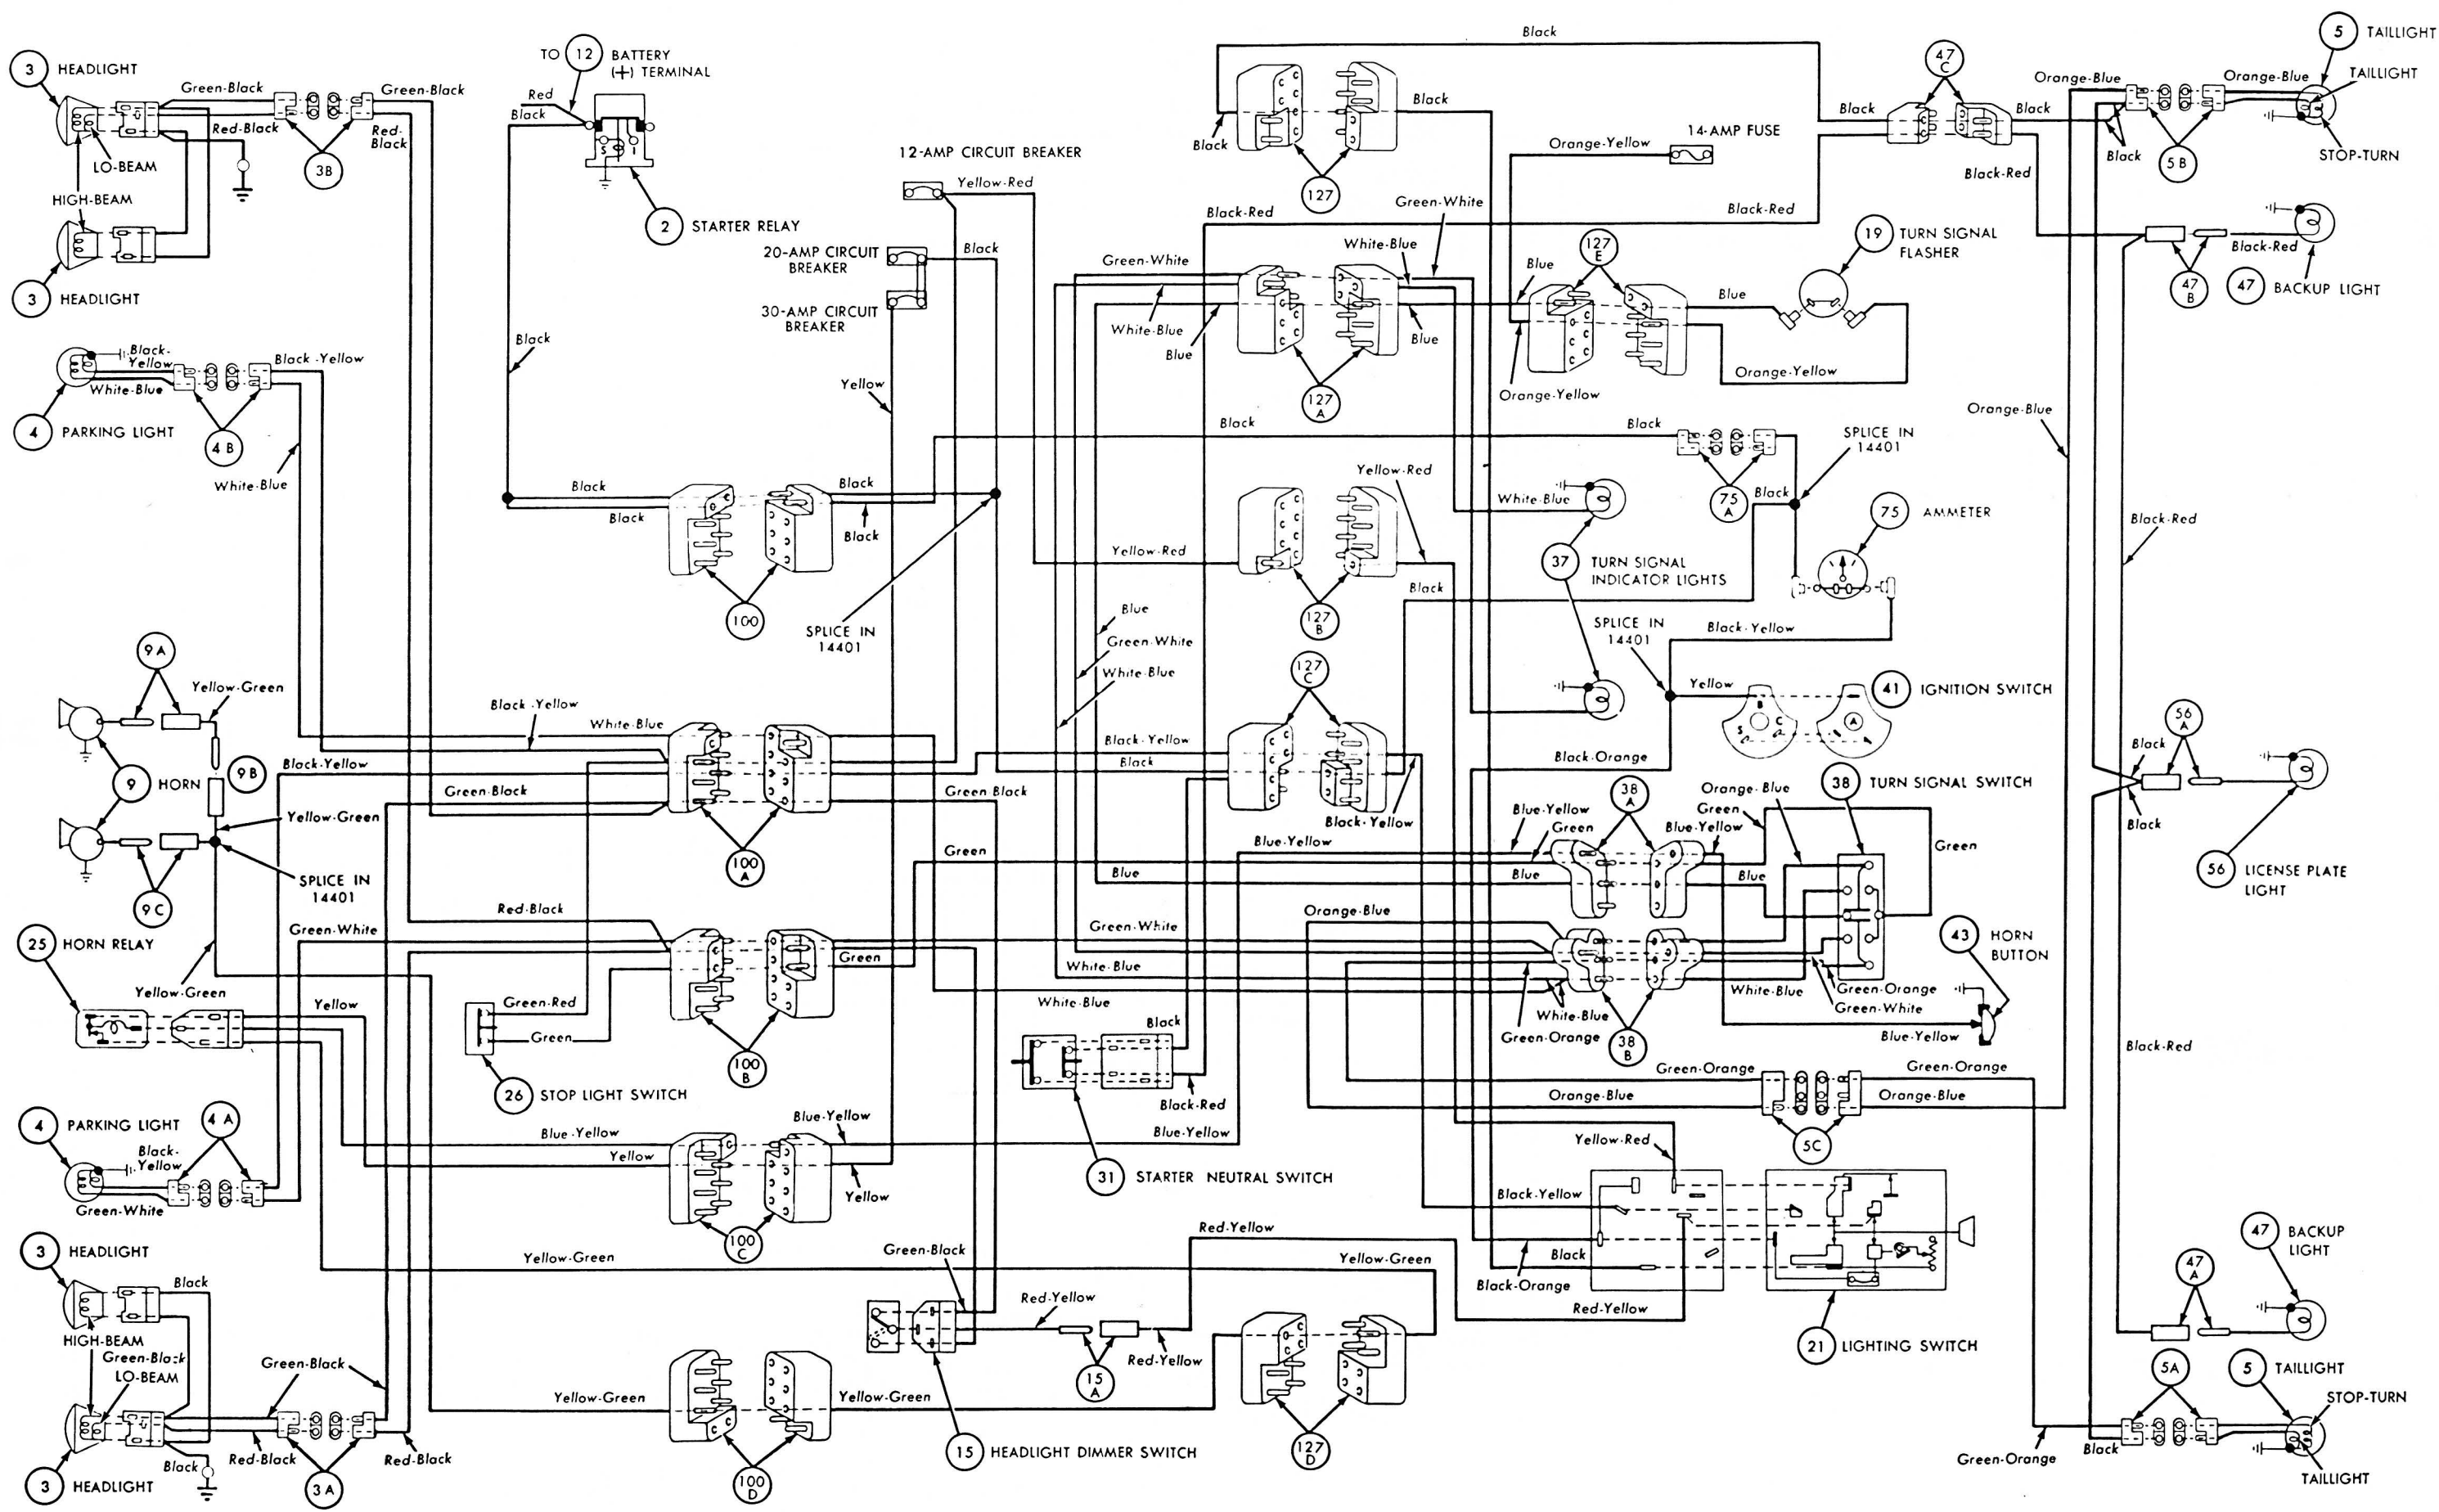 3 HEADLIGHT
Green-Black
Green-Black
Red-Black
Red-
Black
LO-BEAM
3B
HIGH-BEAM
3 HEADLIGHT
TO 12 BATTERY
(+) TERMINAL
Red
Black
S I
2 STARTER RELAY
12-AMP CIRCUIT BREAKER
Yellow-Red
20-AMP CIRCUIT
BREAKER
Black
30-AMP CIRCUIT
BREAKER
Black
Yellow
Black-
Yellow
White-Blue
Black-Yellow
4 PARKING LIGHT
4B
White-Blue
Black
Black
Black
Black
100
SPLICE IN
14401
Black
Black
Black
127
Orange-Yellow
14-AMP FUSE
Black-Red
Green-White
Black-Red
Green-White
White-Blue
White-Blue
Blue
127
A
Blue
Blue
127
E
Orange-Yellow
Blue
19 TURN SIGNAL
FLASHER
Orange-Yellow
Black
47
C
Black
Black-Red
Orange-Blue
Orange-Blue
5 TAILLIGHT
TAILLIGHT
STOP-TURN
Black
5B
Black-Red
47
B
47 BACKUP LIGHT
Orange-Blue
Black
Black
75
A
Black
SPLICE IN
14401
75 AMMETER
Yellow-Red
White-Blue
Yellow-Red
127
B
37 TURN SIGNAL
INDICATOR LIGHTS
Black
SPLICE IN
14401
Black-Yellow
Black-Red
Blue
Green-White
White-Blue
127
C
Yellow
B
C
S
A
41 IGNITION SWITCH
Black-Yellow
Black
Black-Yellow
Black-Orange
9A
Yellow-Green
9 HORN
9B
Yellow-Green
SPLICE IN
14401
9C
Black-Yellow
White-Blue
Black-Yellow
Green-Black
100
A
Green-Black
Green
38
A
Blue-Yellow
Green
Blue-Yellow
Orange-Blue
Green
Blue-Yellow
38 TURN SIGNAL SWITCH
Green
Blue
Blue
Blue
Black
56
A
Black
56 LICENSE PLATE
LIGHT
Red-Black
Green-White
25 HORN RELAY
Yellow-Green
Yellow
Green-Red
Green
26 STOP LIGHT SWITCH
100
B
Green
Orange-Blue
Green-White
White-Blue
White-Blue
White-Blue
Green-Orange
38
B
White-Blue
Green-Orange
Green-White
Blue-Yellow
43 HORN
BUTTON
Black
Black-Red
31 STARTER NEUTRAL SWITCH
Green-Orange
Green-Orange
Orange-Blue
Orange-Blue
5C
Black-Red
4 PARKING LIGHT
4A
Black-
Yellow
Green-White
Blue-Yellow
Yellow
Blue-Yellow
Yellow
100
C
Blue-Yellow
Yellow-Red
Black-Yellow
Black
Black-Orange
Red-Yellow
21 LIGHTING SWITCH
3 HEADLIGHT
Black
HIGH-BEAM
Green-Black
LO-BEAM
Green-Black
3 HEADLIGHT
Black
Red-Black
3A
Red-Black
Yellow-Green
Yellow-Green
100
D
Yellow-Green
Green-Black
15 HEADLIGHT DIMMER SWITCH
Red-Yellow
15
A
Red-Yellow
Red-Yellow
Yellow-Green
127
D
47 BACKUP
LIGHT
47
A
5A
5 TAILLIGHT
STOP-TURN
Black
Green-Orange
TAILLIGHT